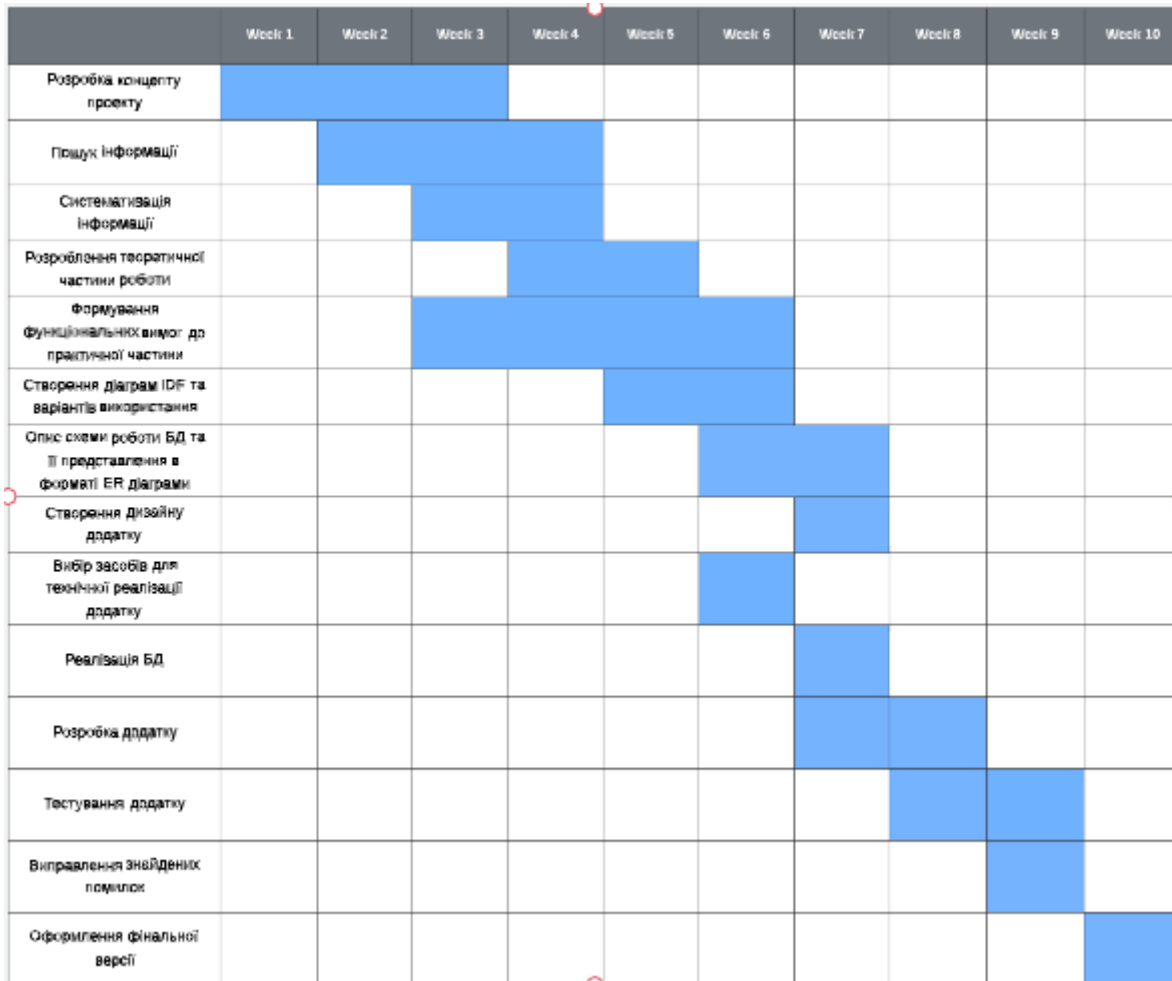 Week 1 Week 2 Week 3 Week 4 Week 5 Week 6 Week 7 Week 8 Week 9 Week 10
Розробка концепту
проекту
Пошук інформації
Систематизація
інформації
Розроблення теоретичної
частини роботи
Формування
функціональних вимог до
практичної частини
Створення діаграм IDF та
варіантів використання
Опис схеми роботи БД та
її представлення в
форматі ER діаграми
Створення дизайну
додатку
Вибір засобів для
технічної реалізації
додатку
Реалізація БД
Розробка додатку
Тестування додатку
Виправлення знайдених
помилок
Оформлення фінальної
версії